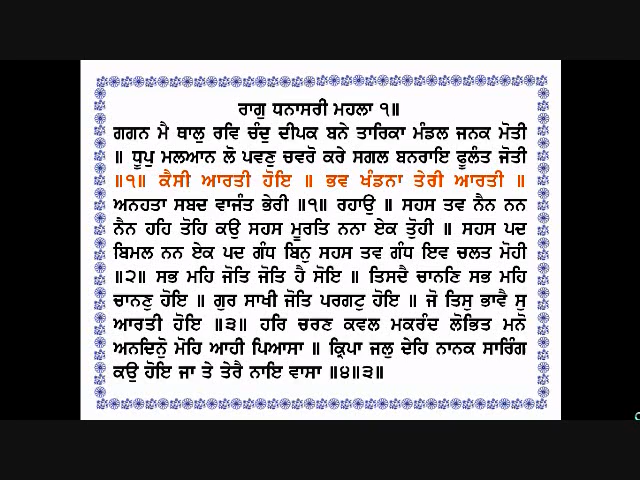 ਰਾਗੁ ਧਨਾਸਰੀ ਮਹਲਾ ੧॥
ਗਗਨ ਮੈ ਥਾਲੁ ਰਵਿ ਚੰਦੁ ਦੀਪਕ ਬਨੇ ਤਾਰਿਕਾ ਮੰਡਲ ਜਨਕ ਮੋਤੀ
॥ ਧੂਪੁ ਮਲਆਨ ਲੋ ਪਵਣੁ ਚਵਰੋ ਕਰੇ ਸਗਲ ਬਨਰਾਇ ਫੂਲੰਤ ਜੋਤੀ
॥੧॥ ਕੈਸੀ ਆਰਤੀ ਹੋਇ ॥ ਭਵ ਖੰਡਨਾ ਤੇਰੀ ਆਰਤੀ ॥
ਅਨਹਤਾ ਸਬਦ ਵਾਜੰਤ ਭੇਰੀ ॥੧॥ ਰਹਾਉ ॥ ਸਹਸ ਤਵ ਨੈਨ ਨਨ
ਨੈਨ ਹਹਿ ਤੋਹਿ ਕਉ ਸਹਸ ਮੂਰਤਿ ਨਨਾ ਏਕ ਤੁੋਹੀ ॥ ਸਹਸ ਪਦ
ਬਿਮਲ ਨਨ ਏਕ ਪਦ ਗੰਧ ਬਿਨੁ ਸਹਸ ਤਵ ਗੰਧ ਇਵ ਚਲਤ ਮੋਹੀ
॥੨॥ ਸਭ ਮਹਿ ਜੋਤਿ ਜੋਤਿ ਹੈ ਸੋਇ ॥ ਤਿਸਦੈ ਚਾਨਣਿ ਸਭ ਮਹਿ
ਚਾਨਣੁ ਹੋਇ ॥ ਗੁਰ ਸਾਖੀ ਜੋਤਿ ਪਰਗਟੁ ਹੋਇ ॥ ਜੋ ਤਿਸੁ ਭਾਵੈ ਸੁ
ਆਰਤੀ ਹੋਇ ॥੩॥ ਹਰਿ ਚਰਣ ਕਵਲ ਮਕਰੰਦ ਲੋਭਿਤ ਮਨੋ
ਅਨਦਿਨੋੁ ਮੋਹਿ ਆਹੀ ਪਿਆਸਾ ॥ ਕ੍ਰਿਪਾ ਜਲੁ ਦੇਹਿ ਨਾਨਕ ਸਾਰਿੰਗ
ਕਉ ਹੋਇ ਜਾ ਤੇ ਤੇਰੈ ਨਾਇ ਵਾਸਾ ॥੪॥੩॥